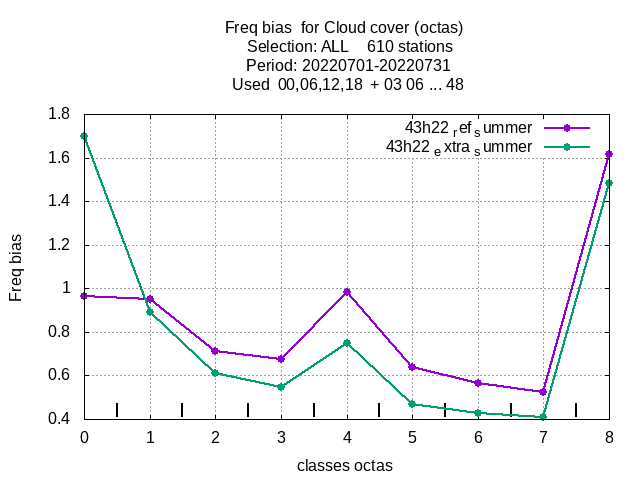 Freq bias for Cloud cover (octas)
Selection: ALL 610 stations
Period: 20220701-20220731
Used 00,06,12,18 + 03 06 ... 48
43h22 ref summer
43h22 extra summer
1.8
1.6
1.4
1.2
1
0.8
0.6
0.4
Freq bias
0 1 2 3 4 5 6 7 8
classes octas